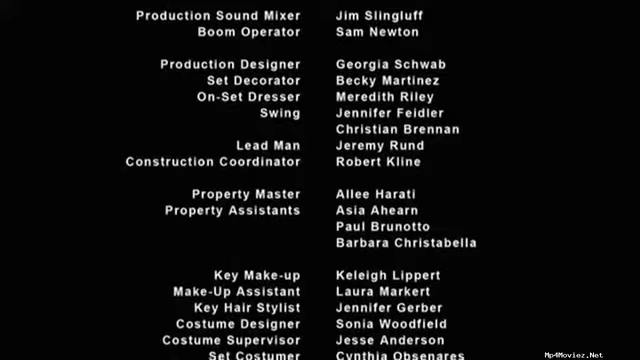 Production Sound Mixer Jim Slingluff
Boom Operator Sam Newton
Production Designer Georgia Schwab
Set Decorator Becky Martinez
On-Set Dresser Meredith Riley
Swing Jennifer Feidler
Christian Brennan
Lead Man Jeremy Rund
Construction Coordinator Robert Kline
Property Master Allee Harati
Property Assistants Asia Ahearn
Paul Brunotto
Barbara Christabella
Key Make-up Keleigh Lippert
Make-Up Assistant Laura Markert
Key Hair Stylist Jennifer Gerber
Costume Designer Sonia Woodfield
Costume Supervisor Jesse Anderson
Set Costumer Cynthia Obsenares
Mp4Moviez.Net